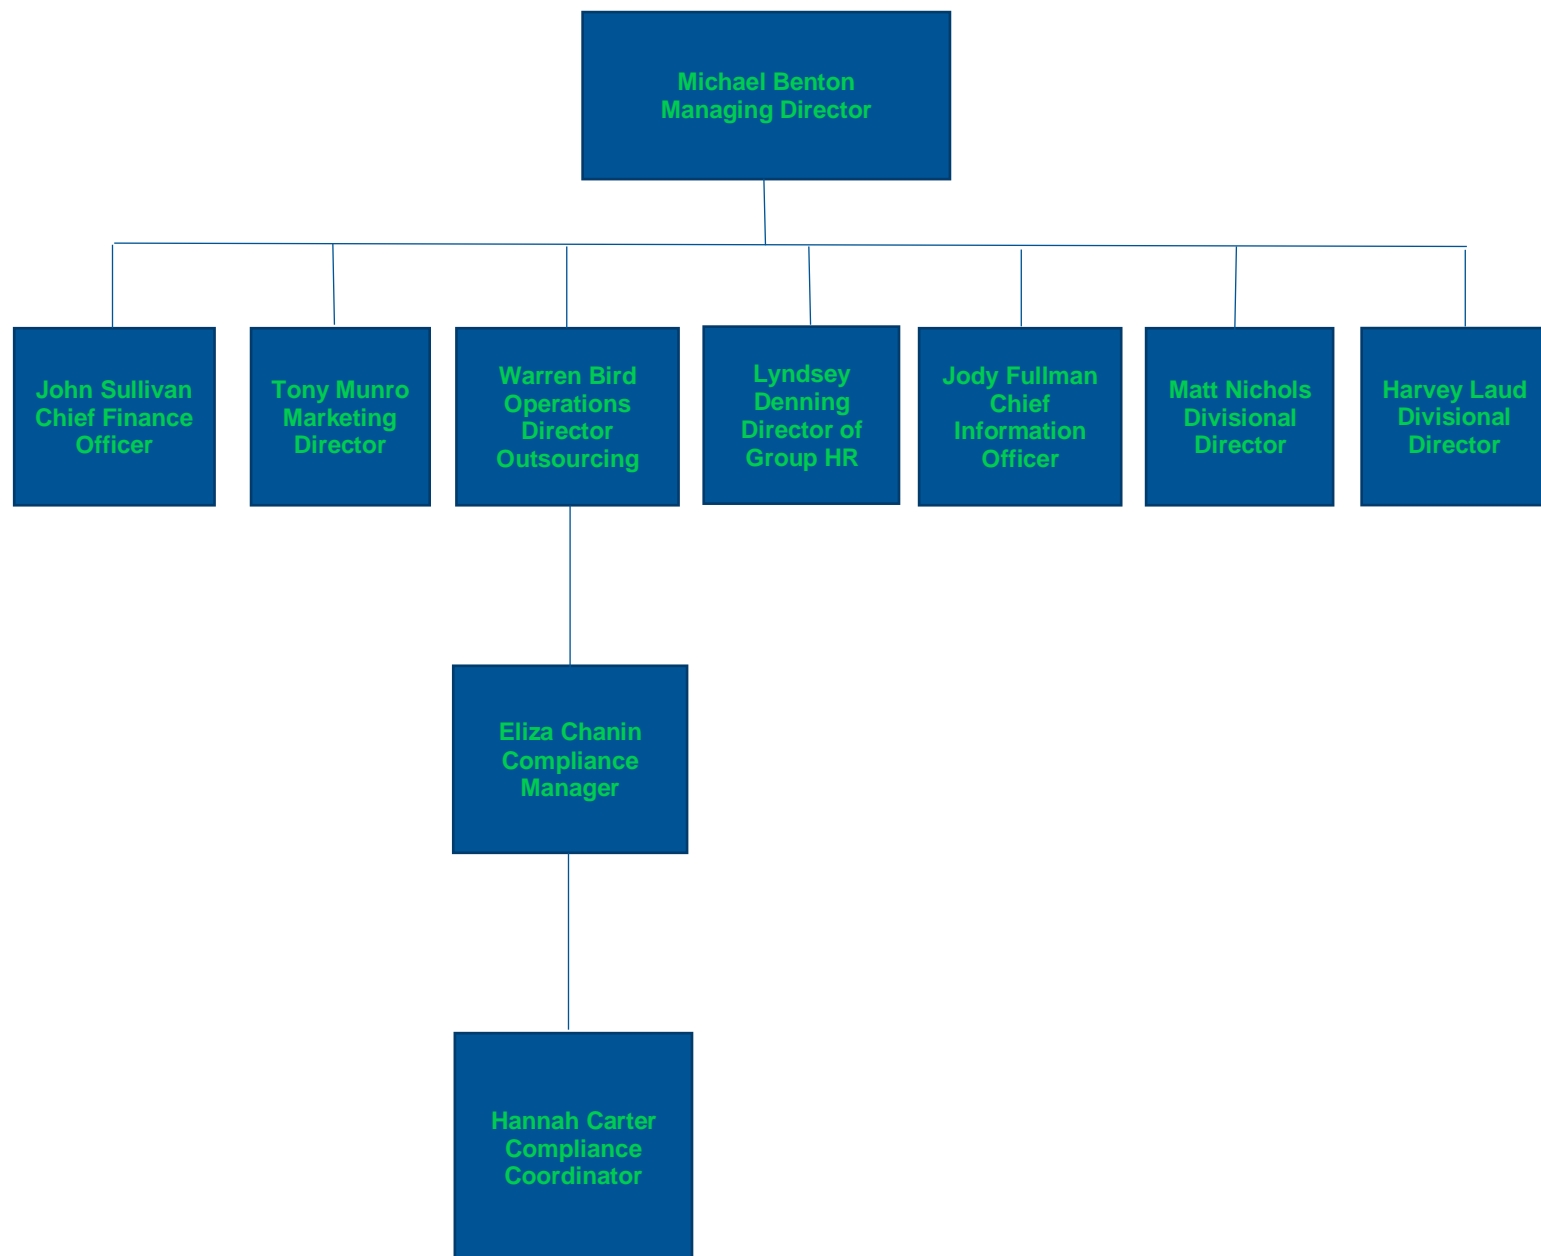 Michael Benton
Managing Director
John Sullivan
Chief Finance
Officer
Tony Munro
Marketing
Director
Warren Bird
Operations
Director
Outsourcing
Lyndsey
Denning
Director of
Group HR
Jody Fullman
Chief
Information
Officer
Matt Nichols
Divisional
Director
Harvey Laud
Divisional
Director
Eliza Chanin
Compliance
Manager
Hannah Carter
Compliance
Coordinator